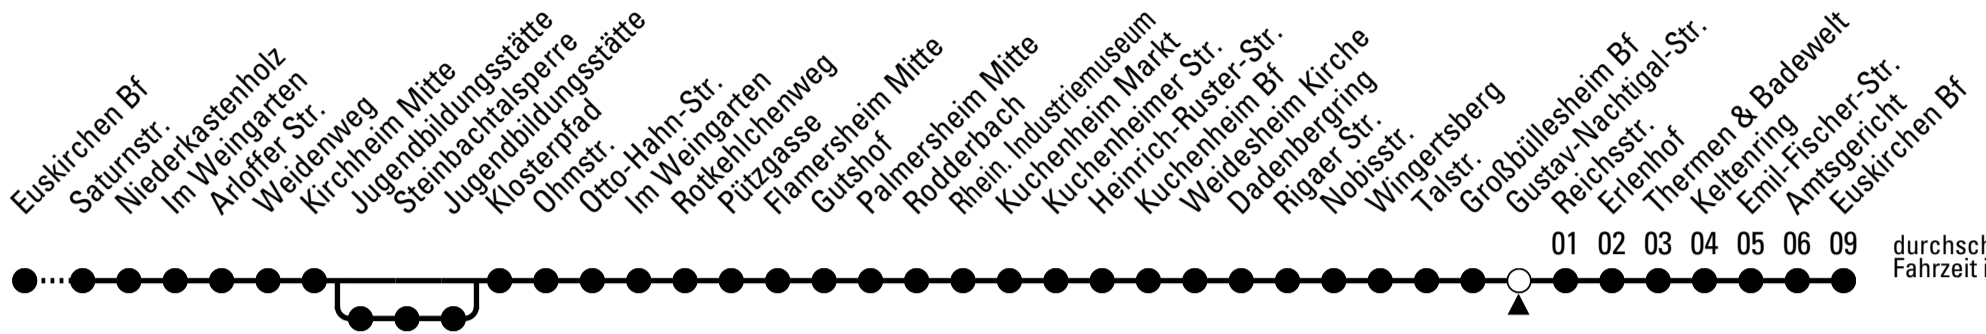 Euskirchen Bf
Saturnstr.
Niederkastenholz
Im Weingarten
Arloffer Str.
Weidenweg
Kirchheim Mitte
Jugendbildungsstätte
Steinbachtalsperre
Jugendbildungsstätte
Klosterpfad
Ohmstr.
Otto-Hahn-Str.
Im Weingarten
Rotkehlchenweg
Pützgasse
Flamersheim Mitte
Gutshof
Palmersheim Mitte
Rodderbach
Rhein. Industriemuseum
Kuchenheim Markt
Kuchenheimer Str.
Heinrich-Ruster-Str.
Kuchenheim Bf
Weidesheim Kirche
Dadenbergring
Rigaer Str.
Nobisstr.
Wingertsberg
Talstr.
Großbüllesheim Bf
Gustav-Nachtigal-Str.
Reichsstr.
Erlenhof
Thermen & Badewelt
Keltenring
Emil-Fischer-Str.
Amtsgericht
Euskirchen Bf
01 02 03 04 05 06 09
durchsch
Fahrzeit i